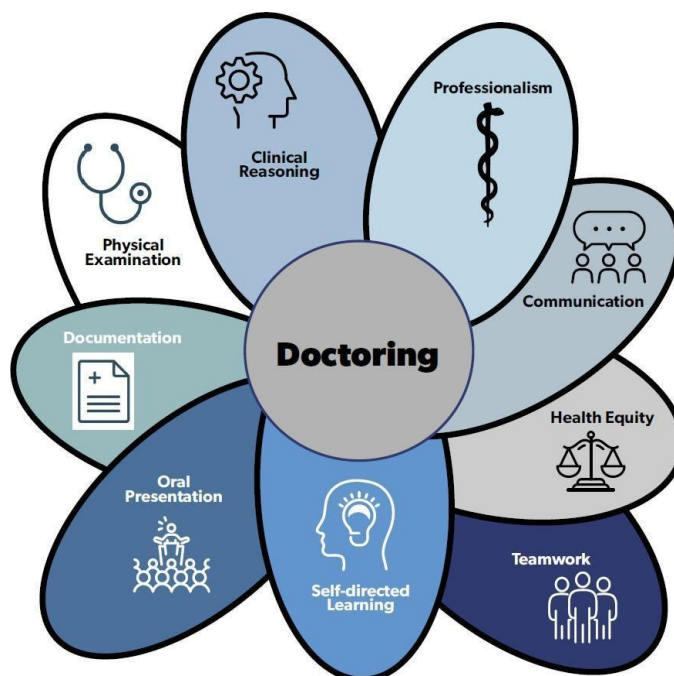 Professionalism
Clinical
Reasoning
Physical
Examination
Communication
Documentation
Doctoring
Health Equity
Oral
Presentation
Teamwork
Self-directed
Learning